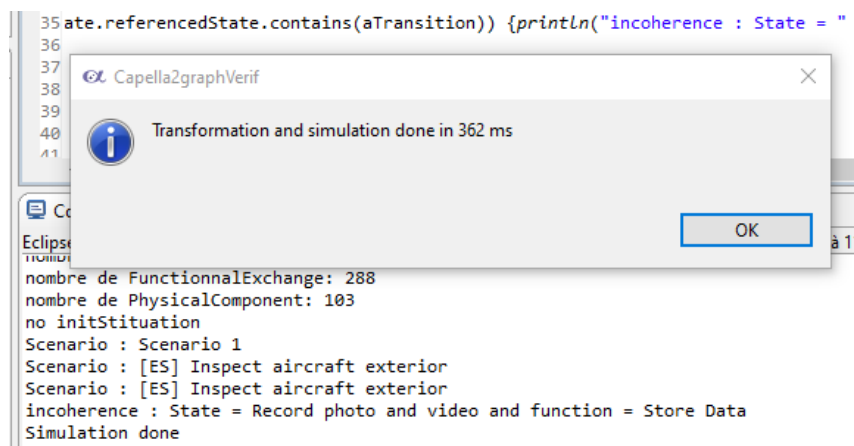 35 ate.referencedState.contains(aTransition)) {println("incoherence : State = "
36
37
38
39
40
41
Capella2graphVerif
Transformation and simulation done in 362 ms
OK
Eclipse
à 1
nombre de FunctionnalExchange: 288
nombre de PhysicalComponent: 103
no initStituation
Scenario : Scenario 1
Scenario : [ES] Inspect aircraft exterior
Scenario : [ES] Inspect aircraft exterior
incoherence : State = Record photo and video and function = Store Data
Simulation done